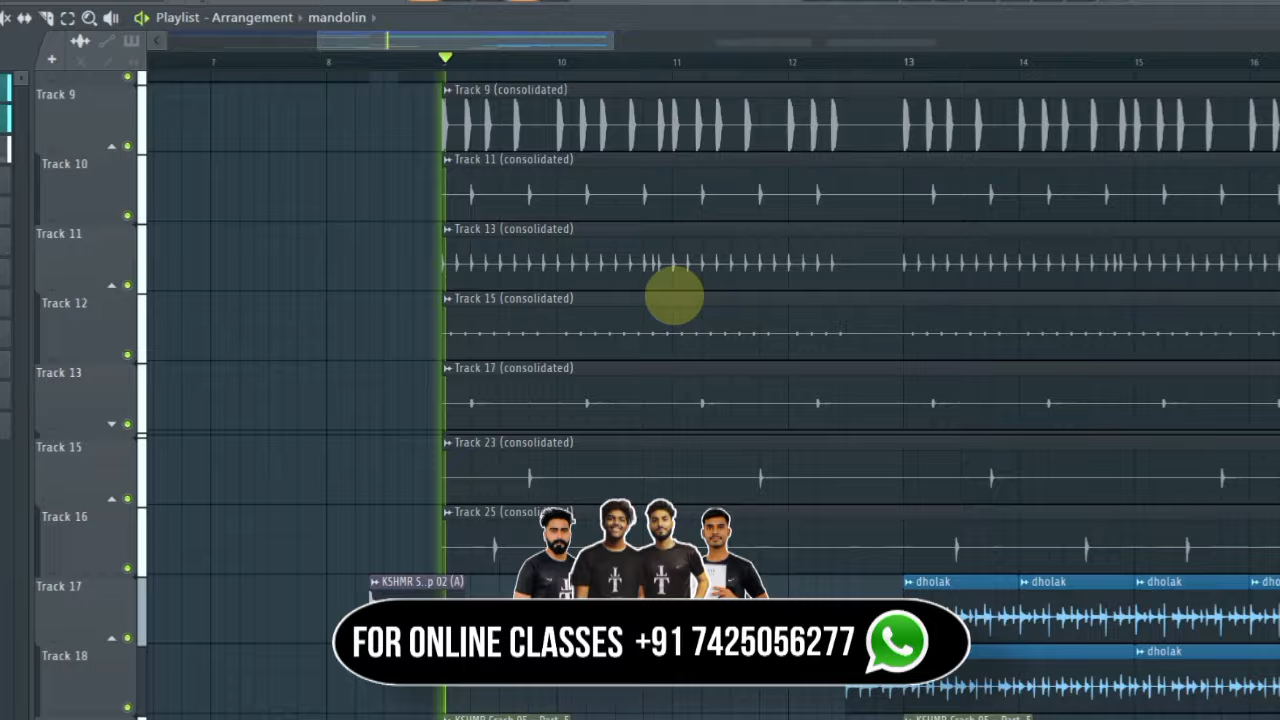 Playlist - Arrangement › mandolin ›
7 8 10 11 12 13 14 15 16
Track 9
Track 9 (consolidated)
Track 10
Track 11 (consolidated)
Track 11
Track 13 (consolidated)
Track 12
Track 15 (consolidated)
Track 13
Track 17 (consolidated)
Track 15
Track 23 (consolidated)
Track 16
Track 25
Track 17
KSHMR S..p 02 (A)
dholak dholak dholak
Track 18
dholak
FOR ONLINE CLASSES +91 7425056277